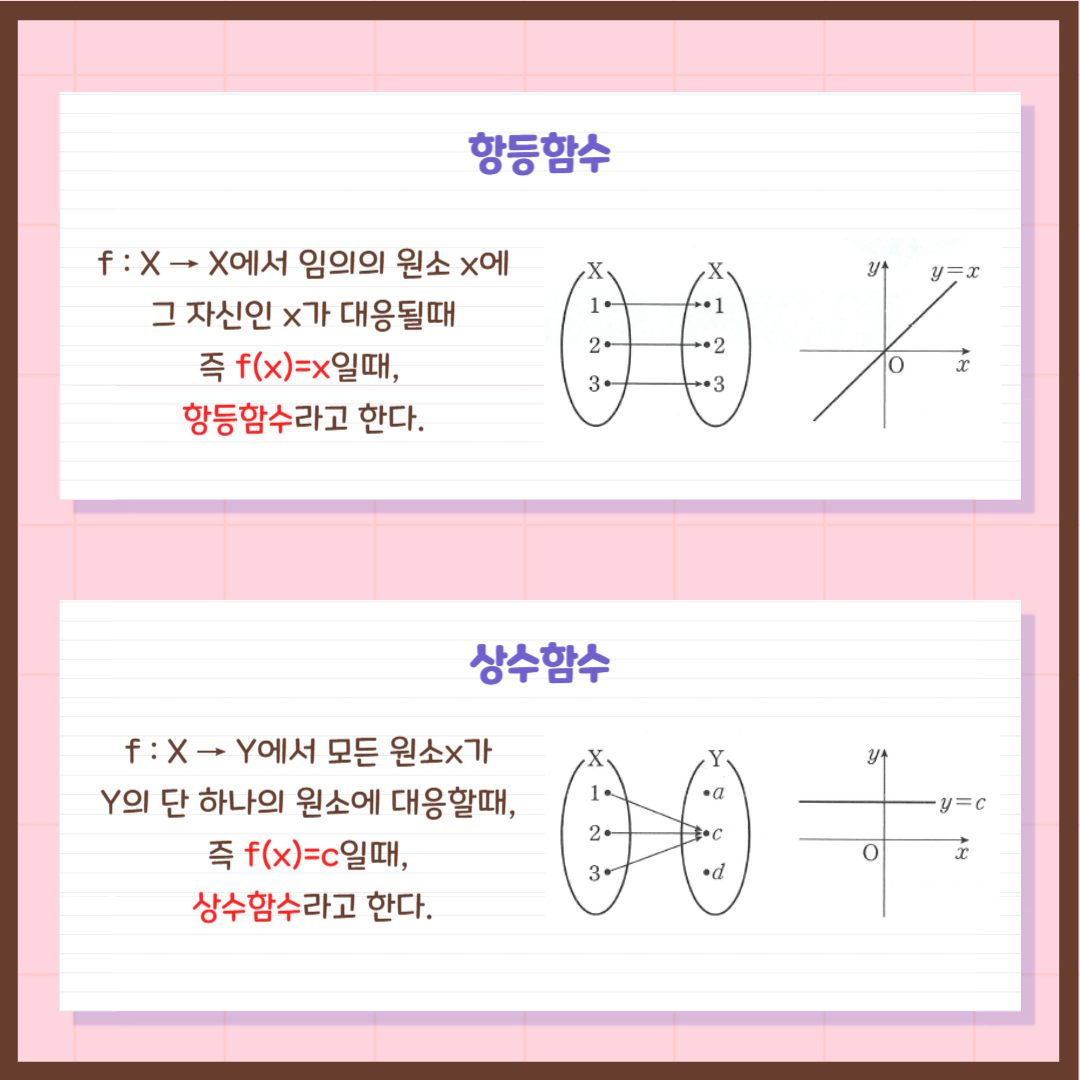 항등함수
f : X → X에서 임의의 원소 x에
그 자신인 x가 대응될때
즉 f(x)=x일때,
항등함수라고 한다.
X X
1 1
2 2
3 3
y y=x
O x
상수함수
f : X → Y에서 모든 원소x가
Y의 단 하나의 원소에 대응할때,
즉 f(x)=c일때,
상수함수라고 한다.
X Y
1 a
2 c
3 d
y
y=c
O x